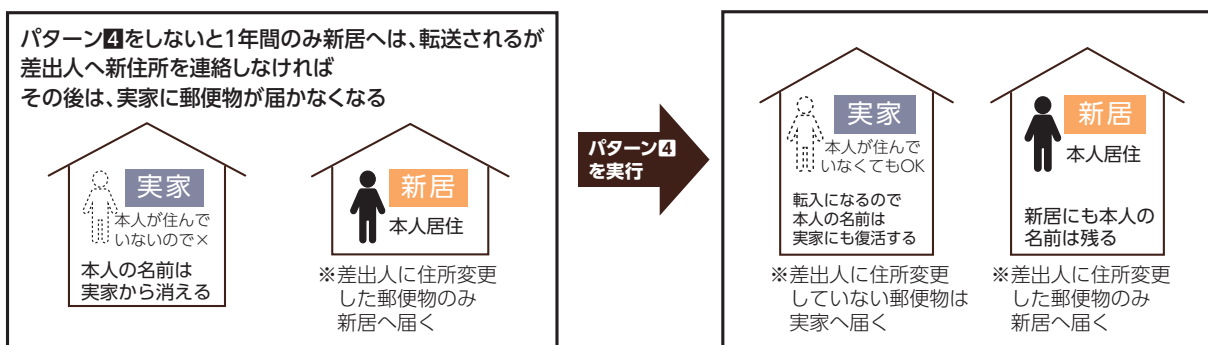 パターン4をしないと1年間のみ新居へは、転送されるが
差出人へ新住所を連絡しなければ
その後は、実家に郵便物が届かなくなる
実家
本人が住んで
いないので×
本人の名前は
実家から消える
新居
本人居住
※差出人に住所変更
した郵便物のみ
新居へ届く
パターン4
を実行
実家
本人が住んで
いなくてもOK
転入になるので
本人の名前は
実家にも復活する
※差出人に住所変更
していない郵便物は
実家へ届く
新居
本人居住
新居にも本人の
名前は残る
※差出人に住所変更
した郵便物のみ
新居へ届く